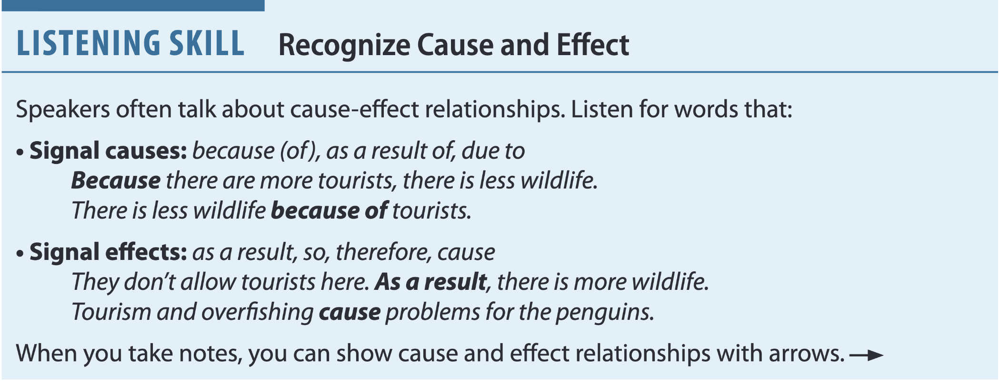 LISTENING SKILL Recognize Cause and Effect
Speakers often talk about cause-effect relationships. Listen for words that:
• Signal causes: because (of), as a result of, due to
Because there are more tourists, there is less wildlife.
There is less wildlife because of tourists.
• Signal effects: as a result, so, therefore, cause
They don’t allow tourists here. As a result, there is more wildlife.
Tourism and overfishing cause problems for the penguins.
When you take notes, you can show cause and effect relationships with arrows. →